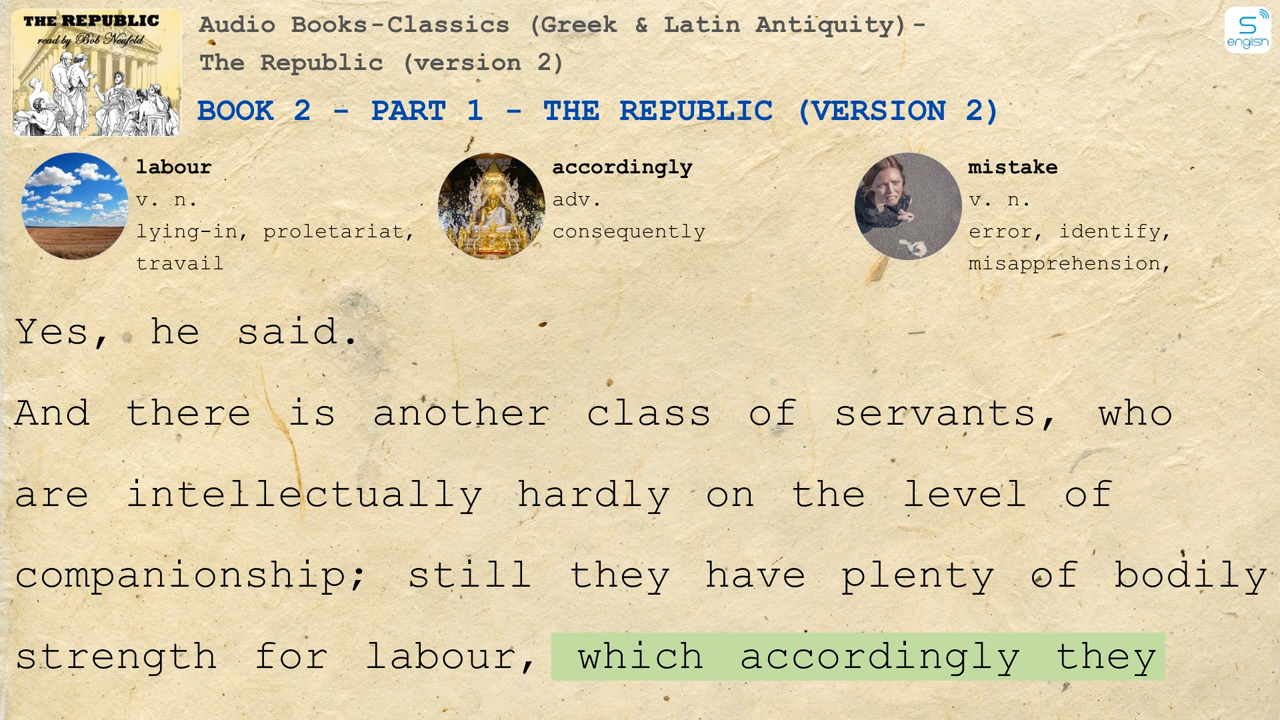 THE REPUBLIC
read by Bob Neufeld
Audio Books-Classics (Greek & Latin Antiquity)-
The Republic (version 2)
BOOK 2 - PART 1 - THE REPUBLIC (VERSION 2)
S
english
labour
v. n.
lying-in, proletariat,
travail
accordingly
adv.
consequently
mistake
v. n.
error, identify,
misapprehension,
Yes, he said.
And there is another class of servants, who
are intellectually hardly on the level of
companionship; still they have plenty of bodily
strength for labour, which accordingly they